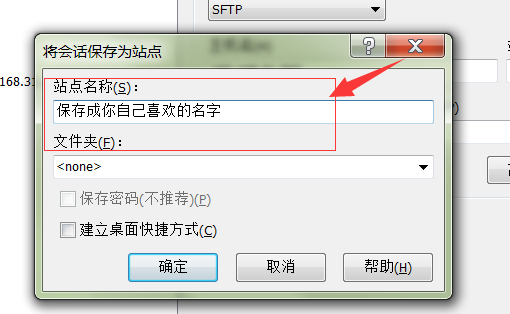 SFTP
将会话保存为站点
168.31
站点名称(S)：
保存成你自己喜欢的名字
文件夹(F)：
<none>
保存密码(不推荐)(P)
建立桌面快捷方式(C)
确定
取消
帮助(H)